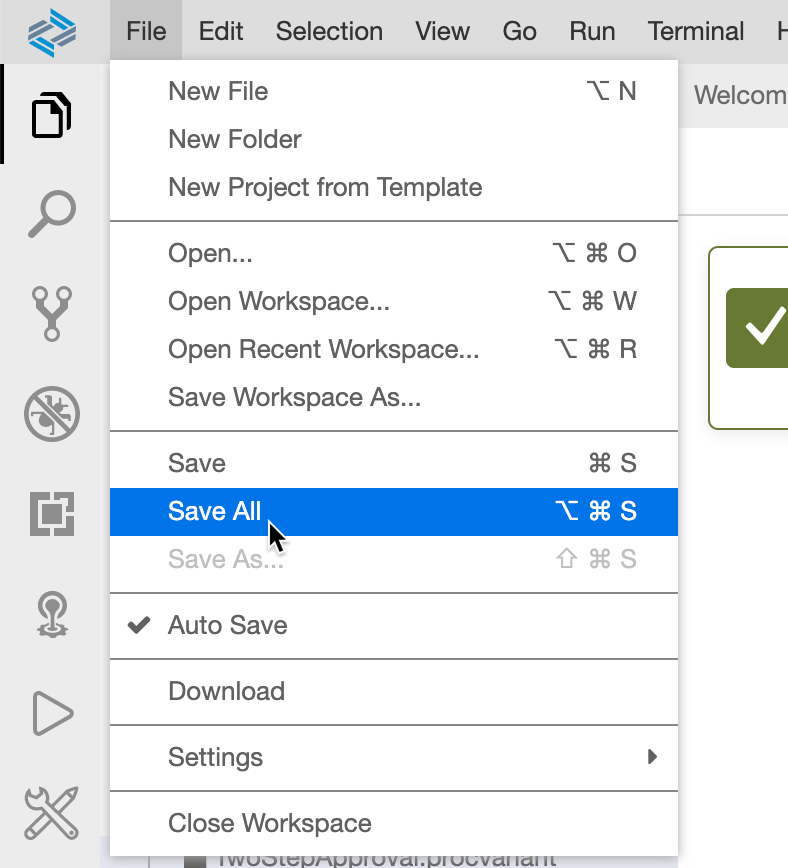 File Edit Selection View Go Run Terminal H
New File ⌥ N
Welcom
New Folder
New Project from Template
Open... ⌥ ⌘ O
Open Workspace... ⌥ ⌘ W
Open Recent Workspace... ⌥ ⌘ R
Save Workspace As...
Save ⌘ S
Save All ⌥ ⌘ S
Save As... ⇧ ⌘ S
Auto Save
Download
Settings
Close Workspace
TwoStepApproval.procvariant